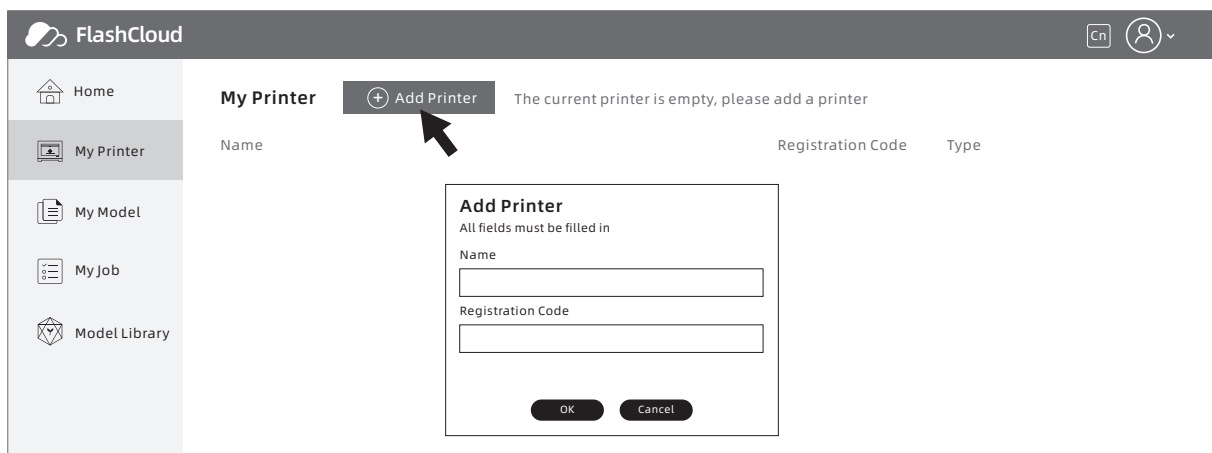 FlashCloud
Cn
Home
My Printer
My Model
My Job
Model Library
My Printer
Add Printer
The current printer is empty, please add a printer
Name
Registration Code
Type
Add Printer
All fields must be filled in
Name
Registration Code
OK
Cancel